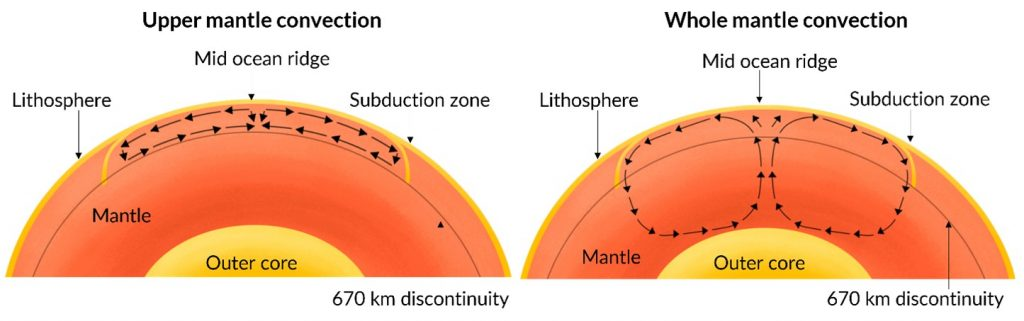 Upper mantle convection
Mid ocean ridge
Lithosphere
Subduction zone
Mantle
Outer core
670 km discontinuity
Whole mantle convection
Mid ocean ridge
Lithosphere
Subduction zone
Mantle
Outer core
670 km discontinuity